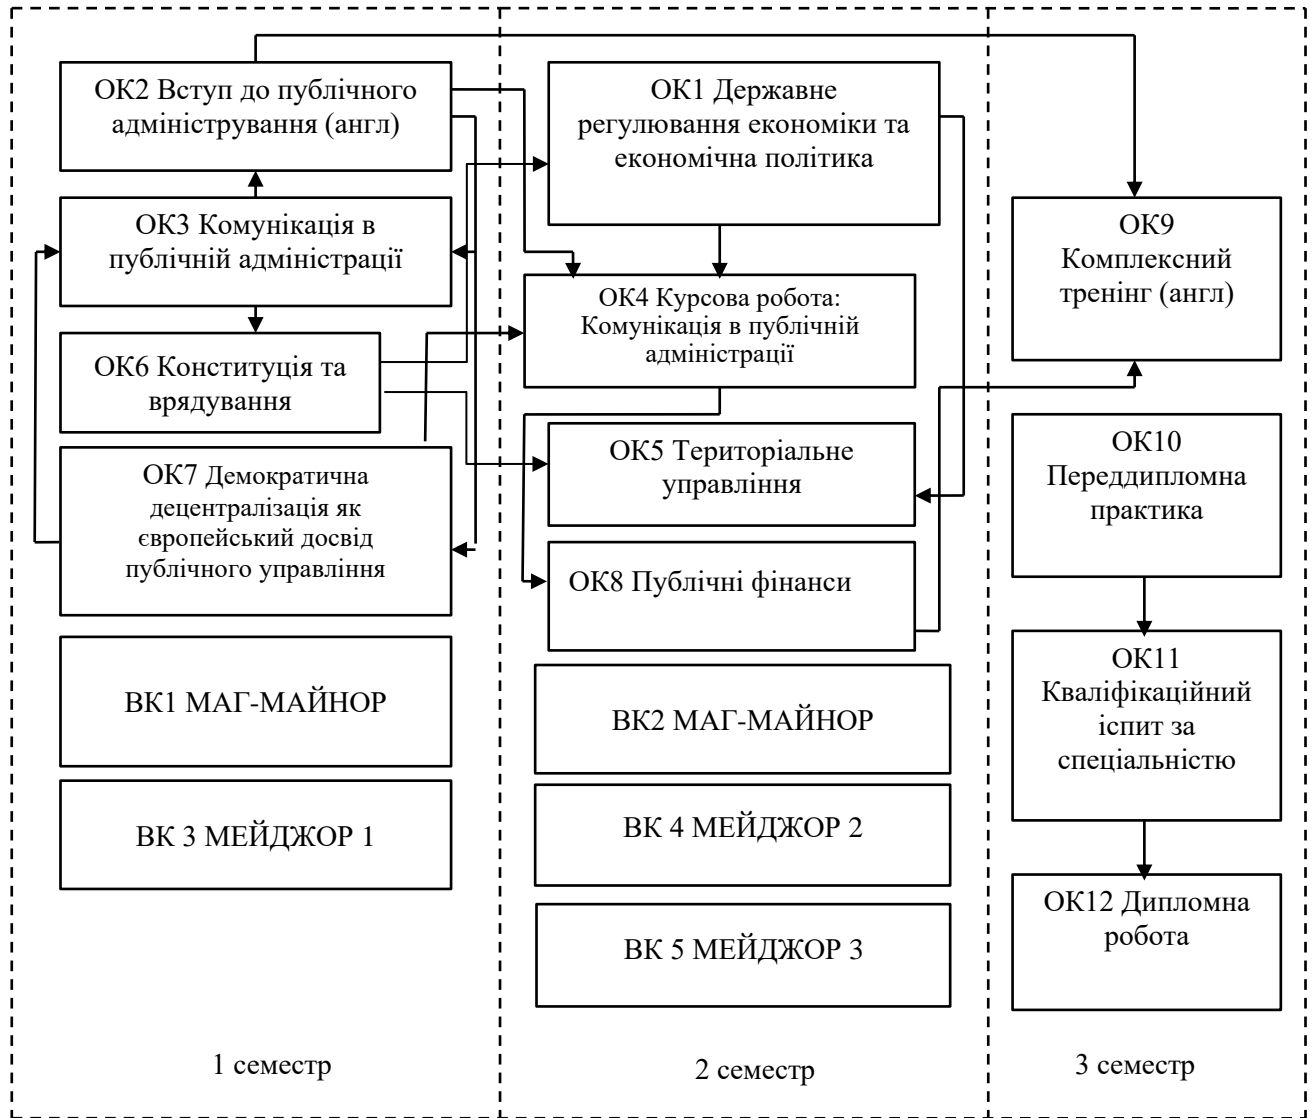 ОК2 Вступ до публічного
адміністрування (англ)
ОК3 Комунікація в
публічній адміністрації
ОК6 Конституція та
врядування
ОК7 Демократична
децентралізація як
європейський досвід
публічного управління
ВК1 МАГ-МАЙНОР
ВК 3 МЕЙДЖОР 1
1 семестр
ОК1 Державне
регулювання економіки та
економічна політика
ОК4 Курсова робота:
Комунікація в публічній
адміністрації
ОК5 Територіальне
управління
ОК8 Публічні фінанси
ВК2 МАГ-МАЙНОР
ВК 4 МЕЙДЖОР 2
ВК 5 МЕЙДЖОР 3
2 семестр
ОК9
Комплексний
тренінг (англ)
ОК10
Переддипломна
практика
ОК11
Кваліфікаційний
іспит за
спеціальністю
ОК12 Дипломна
робота
3 семестр